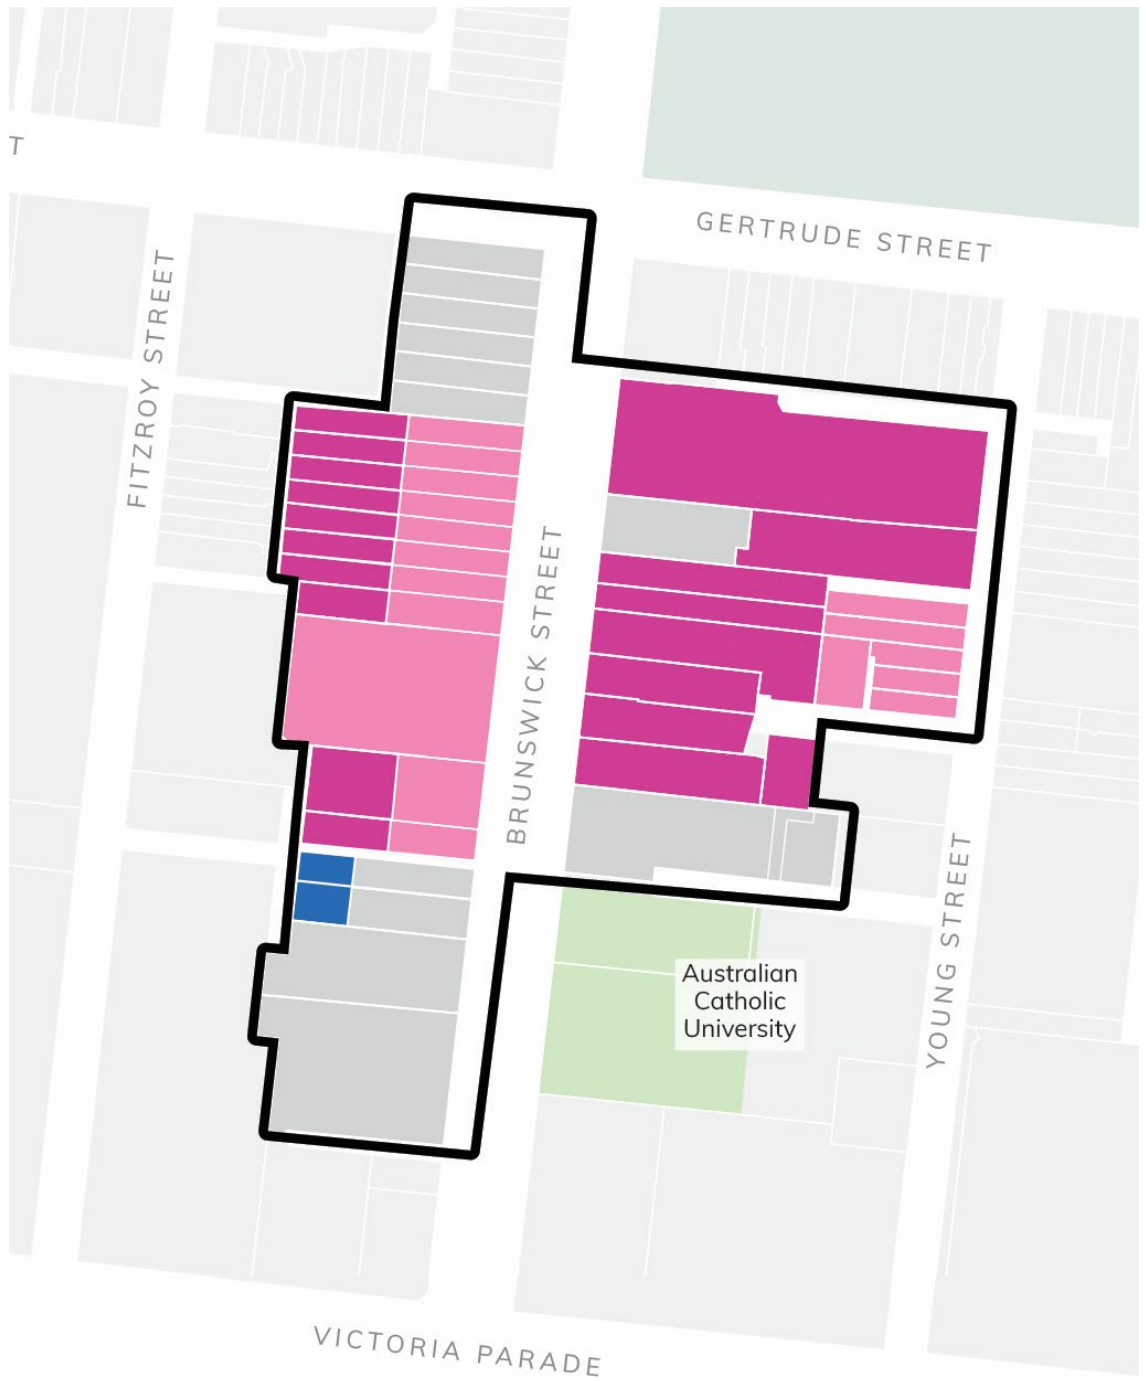 T
GERTRUDE STREET
FITZROY STREET
BRUNSWICK STREET
YOUNG STREET
Australian
Catholic
University
VICTORIA PARADE